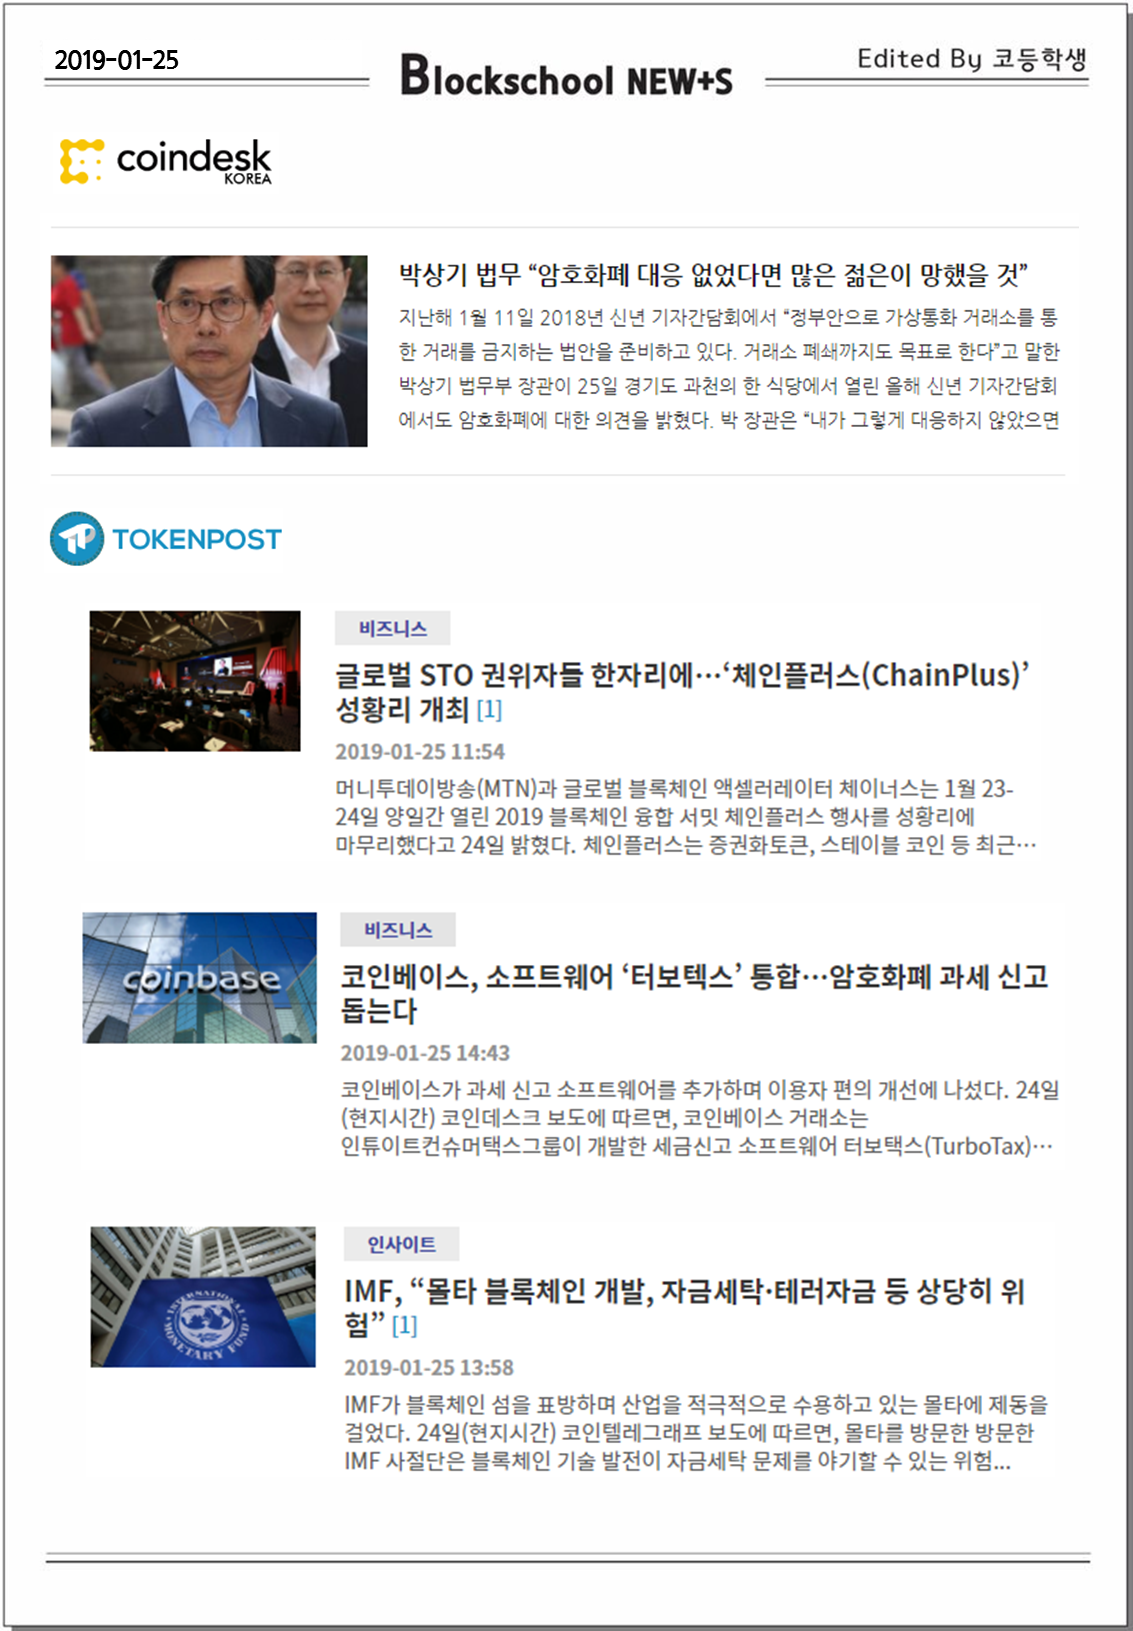 2019-01-25
Blockschool NEW+S
Edited By 코등학생
coindesk
KOREA
박상기 법무 “암호화폐 대응 없었다면 많은 젊은이 망했을 것”
지난해 1월 11일 2018년 신년 기자간담회에서 “정부안으로 가상통화 거래소를 통
한 거래를 금지하는 법안을 준비하고 있다. 거래소 폐쇄까지도 목표로 한다”고 말한
박상기 법무부 장관이 25일 경기도 과천의 한 식당에서 열린 올해 신년 기자간담회
에서도 암호화폐에 대한 의견을 밝혔다. 박 장관은 “내가 그렇게 대응하지 않았으면
TOKENPOST
비즈니스
글로벌 STO 권위자들 한자리에…‘체인플러스(ChainPlus)’
성황리 개최 [1]
2019-01-25 11:54
머니투데이방송(MTN)과 글로벌 블록체인 액셀러레이터 체이너스는 1월 23-
24일 양일간 열린 2019 블록체인 융합 서밋 체인플러스 행사를 성황리에
마무리했다고 24일 밝혔다. 체인플러스는 증권화토큰, 스테이블 코인 등 최근…
coinbase
비즈니스
코인베이스, 소프트웨어 ‘터보텍스’ 통합…암호화폐 과세 신고
돕는다
2019-01-25 14:43
코인베이스가 과세 신고 소프트웨어를 추가하며 이용자 편의 개선에 나섰다. 24일
(현지시간) 코인데스크 보도에 따르면, 코인베이스 거래소는
인튜이트컨슈머택스그룹이 개발한 세금신고 소프트웨어 터보택스(TurboTax)…
INTERNATIONAL
MONETARY FUND
인사이트
IMF, “몰타 블록체인 개발, 자금세탁·테러자금 등 상당히 위
험” [1]
2019-01-25 13:58
IMF가 블록체인 섬을 표방하며 산업을 적극적으로 수용하고 있는 몰타에 제동을
걸었다. 24일(현지시간) 코인텔레그래프 보도에 따르면, 몰타를 방문한 방문한
IMF 사절단은 블록체인 기술 발전이 자금세탁 문제를 야기할 수 있는 위험...